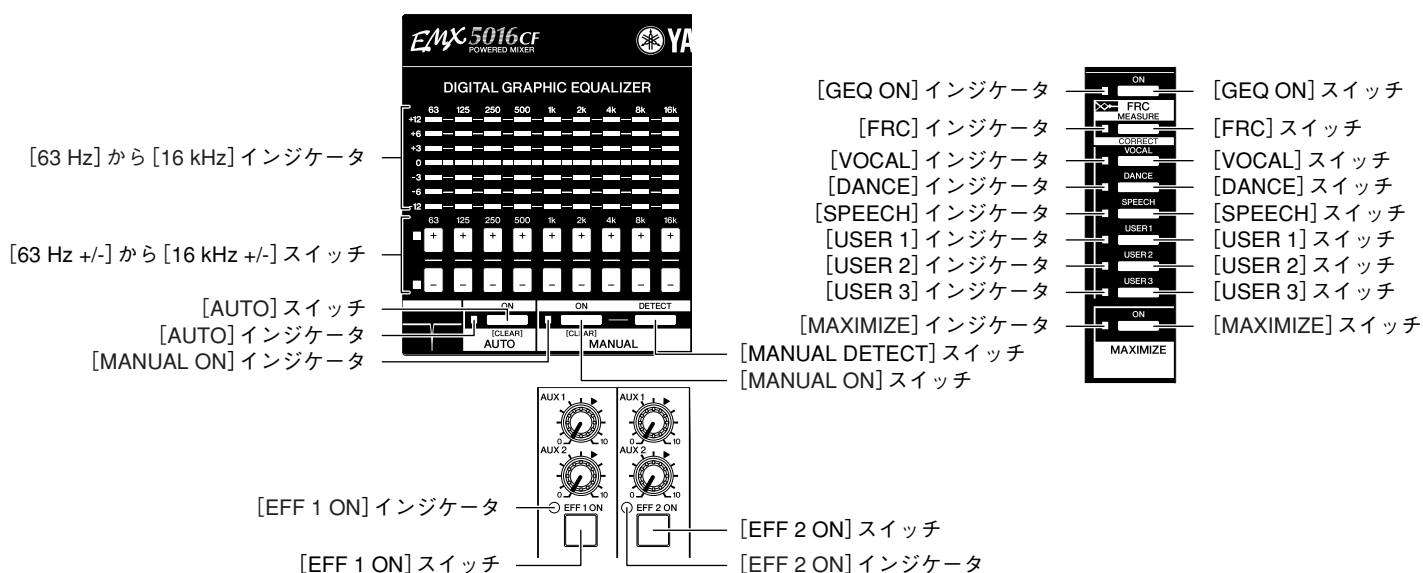 EMX 5016CF
POWERED MIXER
YA
DIGITAL GRAPHIC EQUALIZER
63 125 250 500 1k 2k 4k 8k 16k
+12
+6
+3
0
-3
-6
-12
63 125 250 500 1k 2k 4k 8k 16k
+ + + + + + + + +
- - - - - - - - -
ON ON DETECT
[CLEAR] [CLEAR]
AUTO MANUAL
[63 Hz]から[16 kHz]インジケータ
[63 Hz +/-]から[16 kHz +/-]スイッチ
[AUTO]スイッチ
[AUTO]インジケータ
[MANUAL ON]インジケータ
[MANUAL DETECT]スイッチ
[MANUAL ON]スイッチ
[GEQ ON]インジケータ
[FRC]インジケータ
[VOCAL]インジケータ
[DANCE]インジケータ
[SPEECH]インジケータ
[USER 1]インジケータ
[USER 2]インジケータ
[USER 3]インジケータ
[MAXIMIZE]インジケータ
ON
FRC
MEASURE
CORRECT
VOCAL
DANCE
SPEECH
USER 1
USER 2
USER 3
ON
MAXIMIZE
[GEQ ON]スイッチ
[FRC]スイッチ
[VOCAL]スイッチ
[DANCE]スイッチ
[SPEECH]スイッチ
[USER 1]スイッチ
[USER 2]スイッチ
[USER 3]スイッチ
[MAXIMIZE]スイッチ
AUX 1 AUX 1
0 10 0 10
AUX 2 AUX 2
0 10 0 10
EFF 1 ON EFF 2 ON
[EFF 1 ON]インジケータ
[EFF 1 ON]スイッチ
[EFF 2 ON]スイッチ
[EFF 2 ON]インジケータ